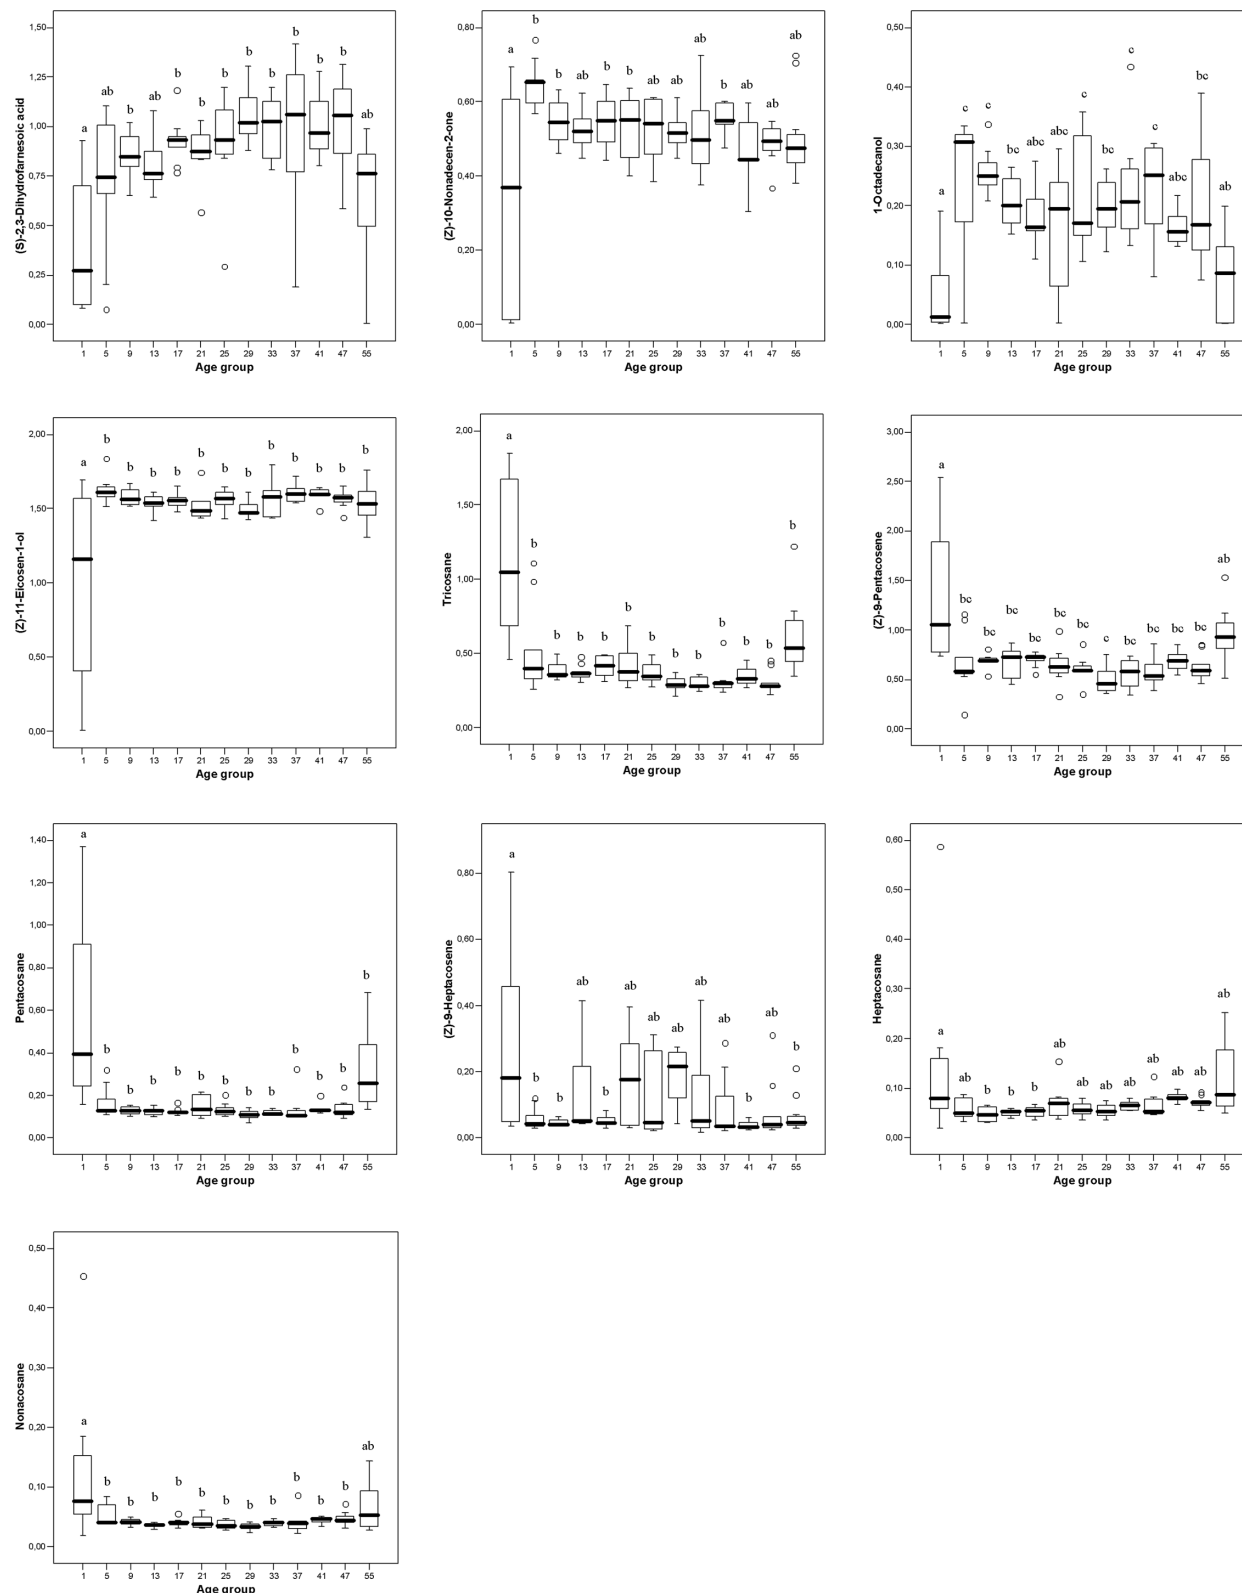 (S)-2,3-Dihydrofarnesoic acid
1,50
1,25
1,00
0,75
0,50
0,25
0,00
a
ab
b
ab
b
b
b
b
b
b
b
b
ab
1 5 9 13 17 21 25 29 33 37 41 47 55
Age group
(Z)-10-Nonadecen-2-one
0,80
0,60
0,40
0,20
0,00
a
b
b
ab
b
b
ab
ab
ab
b
ab
ab
ab
1 5 9 13 17 21 25 29 33 37 41 47 55
Age group
1-Octadecanol
0,50
0,40
0,30
0,20
0,10
0,00
a
c
c
bc
abc
abc
c
bc
c
c
abc
bc
ab
1 5 9 13 17 21 25 29 33 37 41 47 55
Age group
(Z)-11-Eicosen-1-ol
2,00
1,50
1,00
0,50
0,00
a
b
b
b
b
b
b
b
b
b
b
b
b
1 5 9 13 17 21 25 29 33 37 41 47 55
Age group
Tricosane
2,00
1,50
1,00
0,50
0,00
a
b
b
b
b
b
b
b
b
b
b
b
b
1 5 9 13 17 21 25 29 33 37 41 47 55
Age group
(Z)-9-Pentacosene
3,00
2,50
2,00
1,50
1,00
0,50
0,00
a
bc
bc
bc
bc
bc
bc
c
bc
bc
bc
bc
ab
1 5 9 13 17 21 25 29 33 37 41 47 55
Age group
Pentacosane
1,40
1,20
1,00
0,80
0,60
0,40
0,20
0,00
a
b
b
b
b
b
b
b
b
b
b
b
b
1 5 9 13 17 21 25 29 33 37 41 47 55
Age group
(Z)-9-Heptacosene
0,80
0,60
0,40
0,20
0,00
a
b
b
ab
b
ab
ab
ab
ab
ab
b
ab
b
1 5 9 13 17 21 25 29 33 37 41 47 55
Age group
Heptacosane
0,60
0,50
0,40
0,30
0,20
0,10
0,00
a
ab
b
b
b
ab
ab
ab
ab
ab
ab
ab
ab
1 5 9 13 17 21 25 29 33 37 41 47 55
Age group
Nonacosane
0,50
0,40
0,30
0,20
0,10
0,00
a
b
b
b
b
b
b
b
b
b
b
b
ab
1 5 9 13 17 21 25 29 33 37 41 47 55
Age group